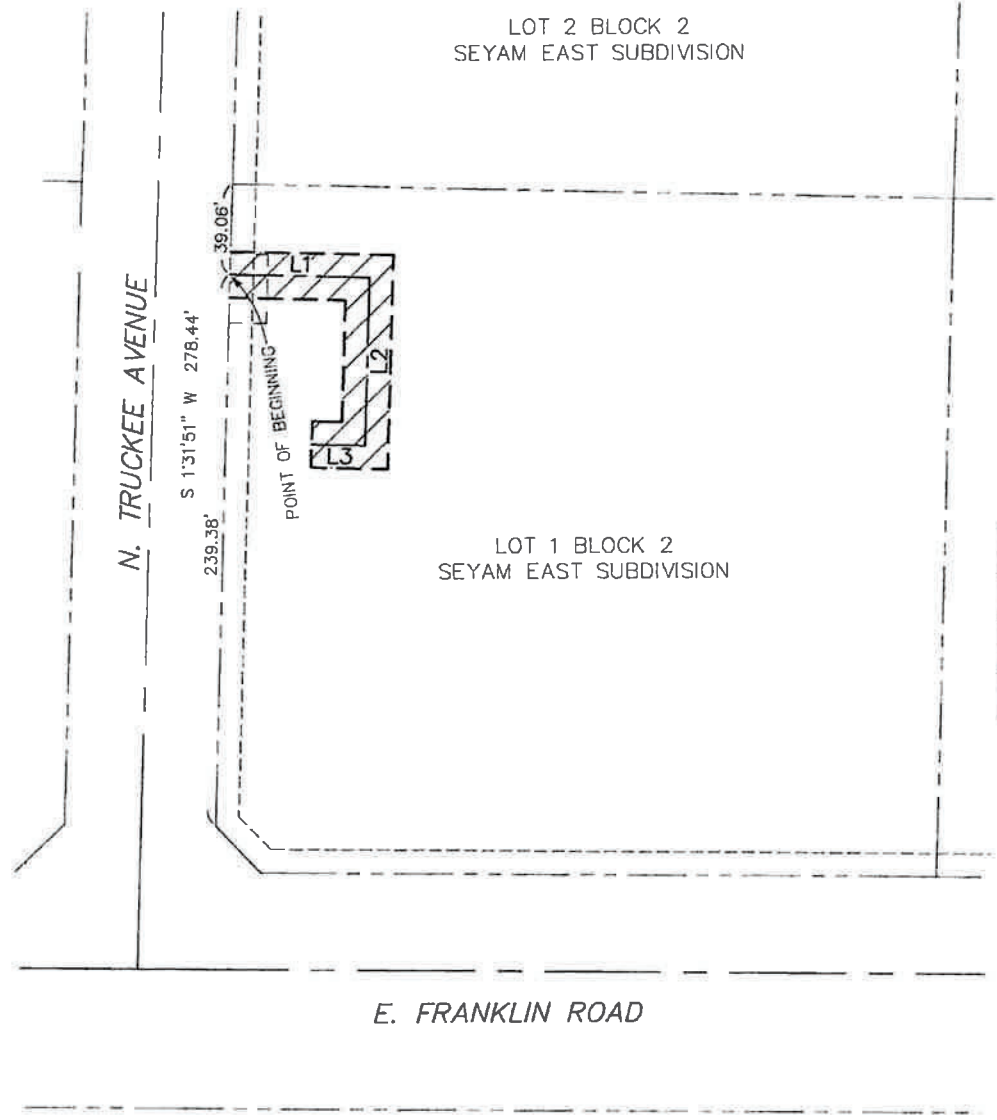 LOT 2 BLOCK 2
SEYAM EAST SUBDIVISION
39.06'
L1
N. TRUCKEE AVENUE
S 1°31'51" W 278.44'
L2
POINT OF BEGINNING
L3
239.38'
LOT 1 BLOCK 2
SEYAM EAST SUBDIVISION
E. FRANKLIN ROAD